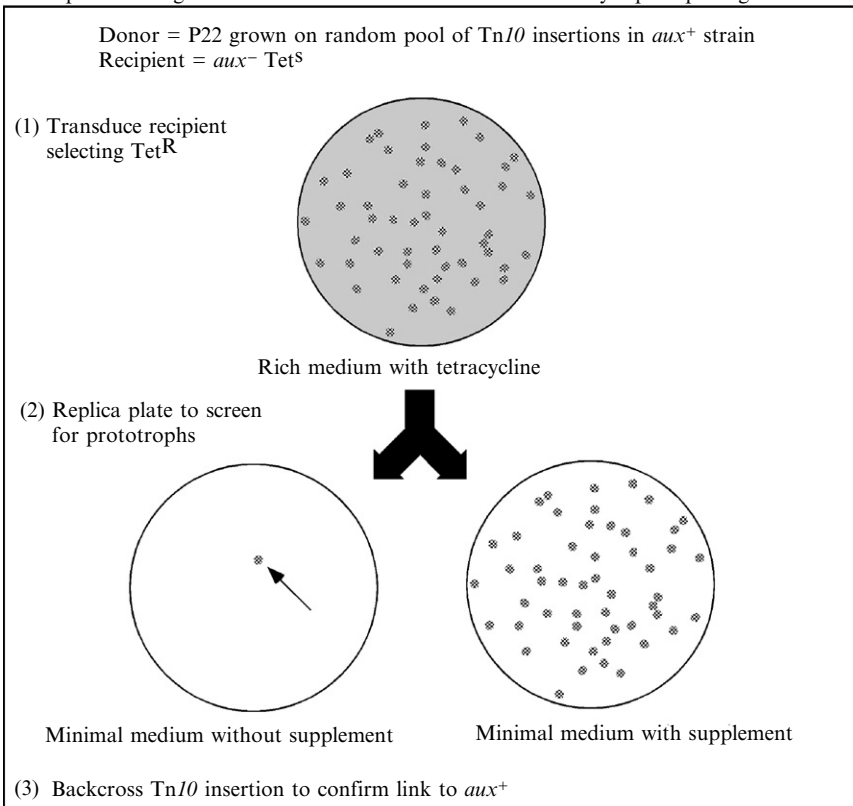 Donor = P22 grown on random pool of Tn10 insertions in aux+ strain
Recipient = aux− TetS
(1) Transduce recipient
selecting TetR
Rich medium with tetracycline
(2) Replica plate to screen
for prototrophs
Minimal medium without supplement
Minimal medium with supplement
(3) Backcross Tn10 insertion to confirm link to aux+